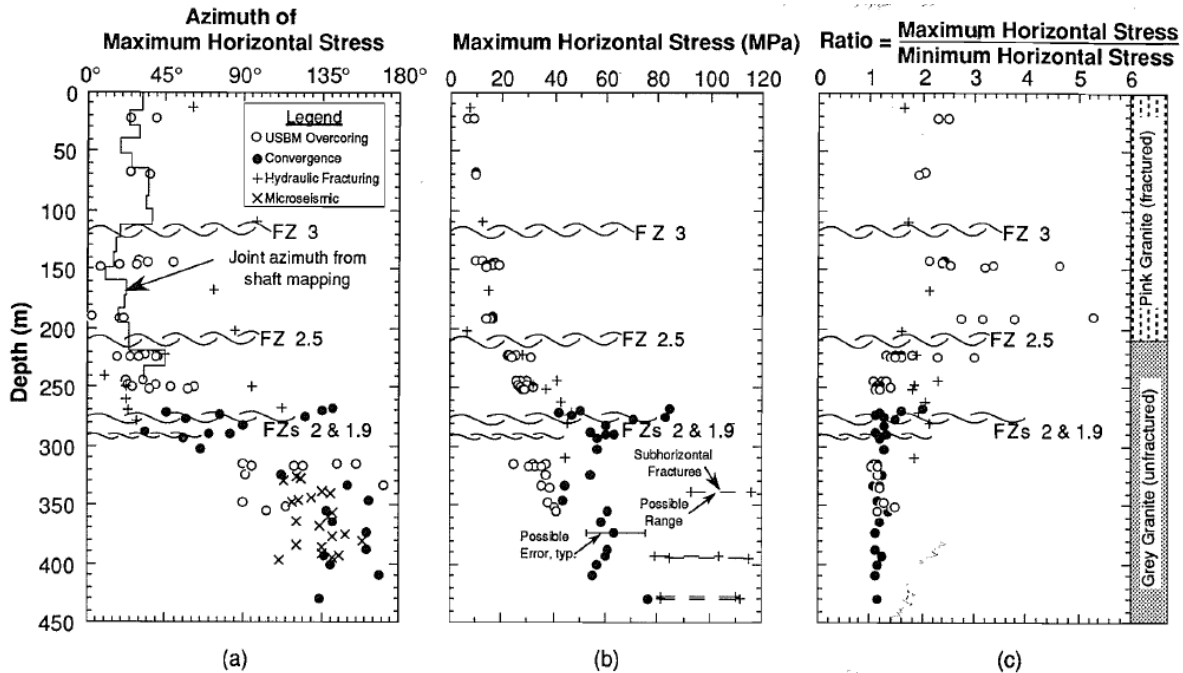 Azimuth of
Maximum Horizontal Stress
0° 45° 90° 135° 180°
Depth (m)
0
50
100
150
200
250
300
350
400
450
Legend
USBM Overcoring
Convergence
Hydraulic Fracturing
Microseismic
FZ 3
Joint azimuth from
shaft mapping
FZ 2.5
FZs 2 & 1.9
(a)
Maximum Horizontal Stress (MPa)
0 20 40 60 80 100 120
FZ 3
FZ 2.5
FZs 2 & 1.9
Subhorizontal
Fractures
Possible
Range
Possible
Error, typ.
(b)
Ratio = Maximum Horizontal Stress
Minimum Horizontal Stress
0 1 2 3 4 5 6
FZ 3
FZ 2.5
FZs 2 & 1.9
Pink Granite (fractured)
Grey Granite (unfractured)
(c)